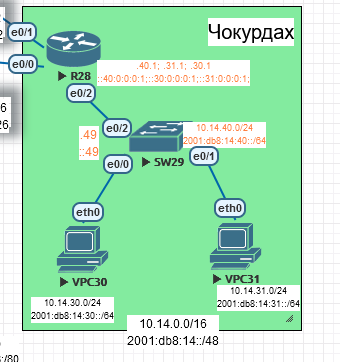 Чокурдах
e0/1
e0/0
R28
.40.1; .31.1; .30.1
::40:0:0:0:1;::30:0:0:0:1;::31:0:0:0:1;
e0/2
6
26,
.49
::49
e0/2
10.14.40.0/24
2001:db8:14:40::/64
SW29
e0/0
e0/1
eth0
eth0
VPC30
VPC31
10.14.30.0/24
2001:db8:14:30::/64
10.14.31.0/24
2001:db8:14:31::/64
10.14.0.0/16
2001:db8:14::/48
::/80